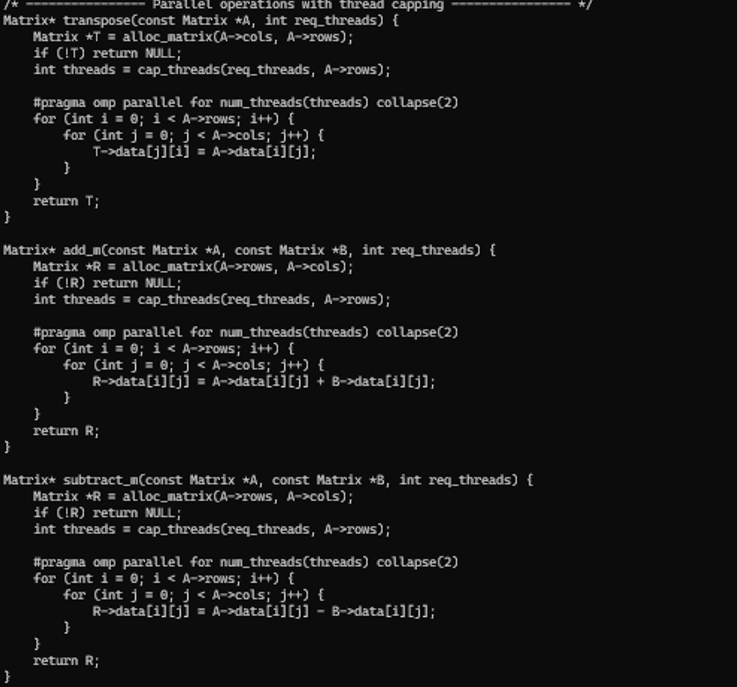 /* ---------------- Parallel operations with thread capping ---------------- */
Matrix* transpose(const Matrix *A, int req_threads) {
    Matrix *T = alloc_matrix(A->cols, A->rows);
    if (!T) return NULL;
    int threads = cap_threads(req_threads, A->rows);

    #pragma omp parallel for num_threads(threads) collapse(2)
    for (int i = 0; i < A->rows; i++) {
        for (int j = 0; j < A->cols; j++) {
            T->data[j][i] = A->data[i][j];
        }
    }
    return T;
}

Matrix* add_m(const Matrix *A, const Matrix *B, int req_threads) {
    Matrix *R = alloc_matrix(A->rows, A->cols);
    if (!R) return NULL;
    int threads = cap_threads(req_threads, A->rows);

    #pragma omp parallel for num_threads(threads) collapse(2)
    for (int i = 0; i < A->rows; i++) {
        for (int j = 0; j < A->cols; j++) {
            R->data[i][j] = A->data[i][j] + B->data[i][j];
        }
    }
    return R;
}

Matrix* subtract_m(const Matrix *A, const Matrix *B, int req_threads) {
    Matrix *R = alloc_matrix(A->rows, A->cols);
    if (!R) return NULL;
    int threads = cap_threads(req_threads, A->rows);

    #pragma omp parallel for num_threads(threads) collapse(2)
    for (int i = 0; i < A->rows; i++) {
        for (int j = 0; j < A->cols; j++) {
            R->data[i][j] = A->data[i][j] - B->data[i][j];
        }
    }
    return R;
}